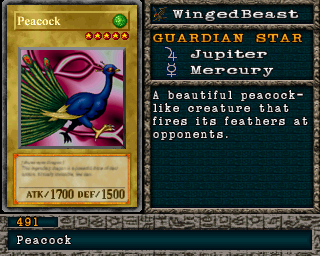 Peacock
ATK/1700 DEF/1500
WingedBeast
GUARDIAN STAR
Jupiter
Mercury
A beautiful peacock-
like creature that
fires its feathers at
opponents.
491
Peacock